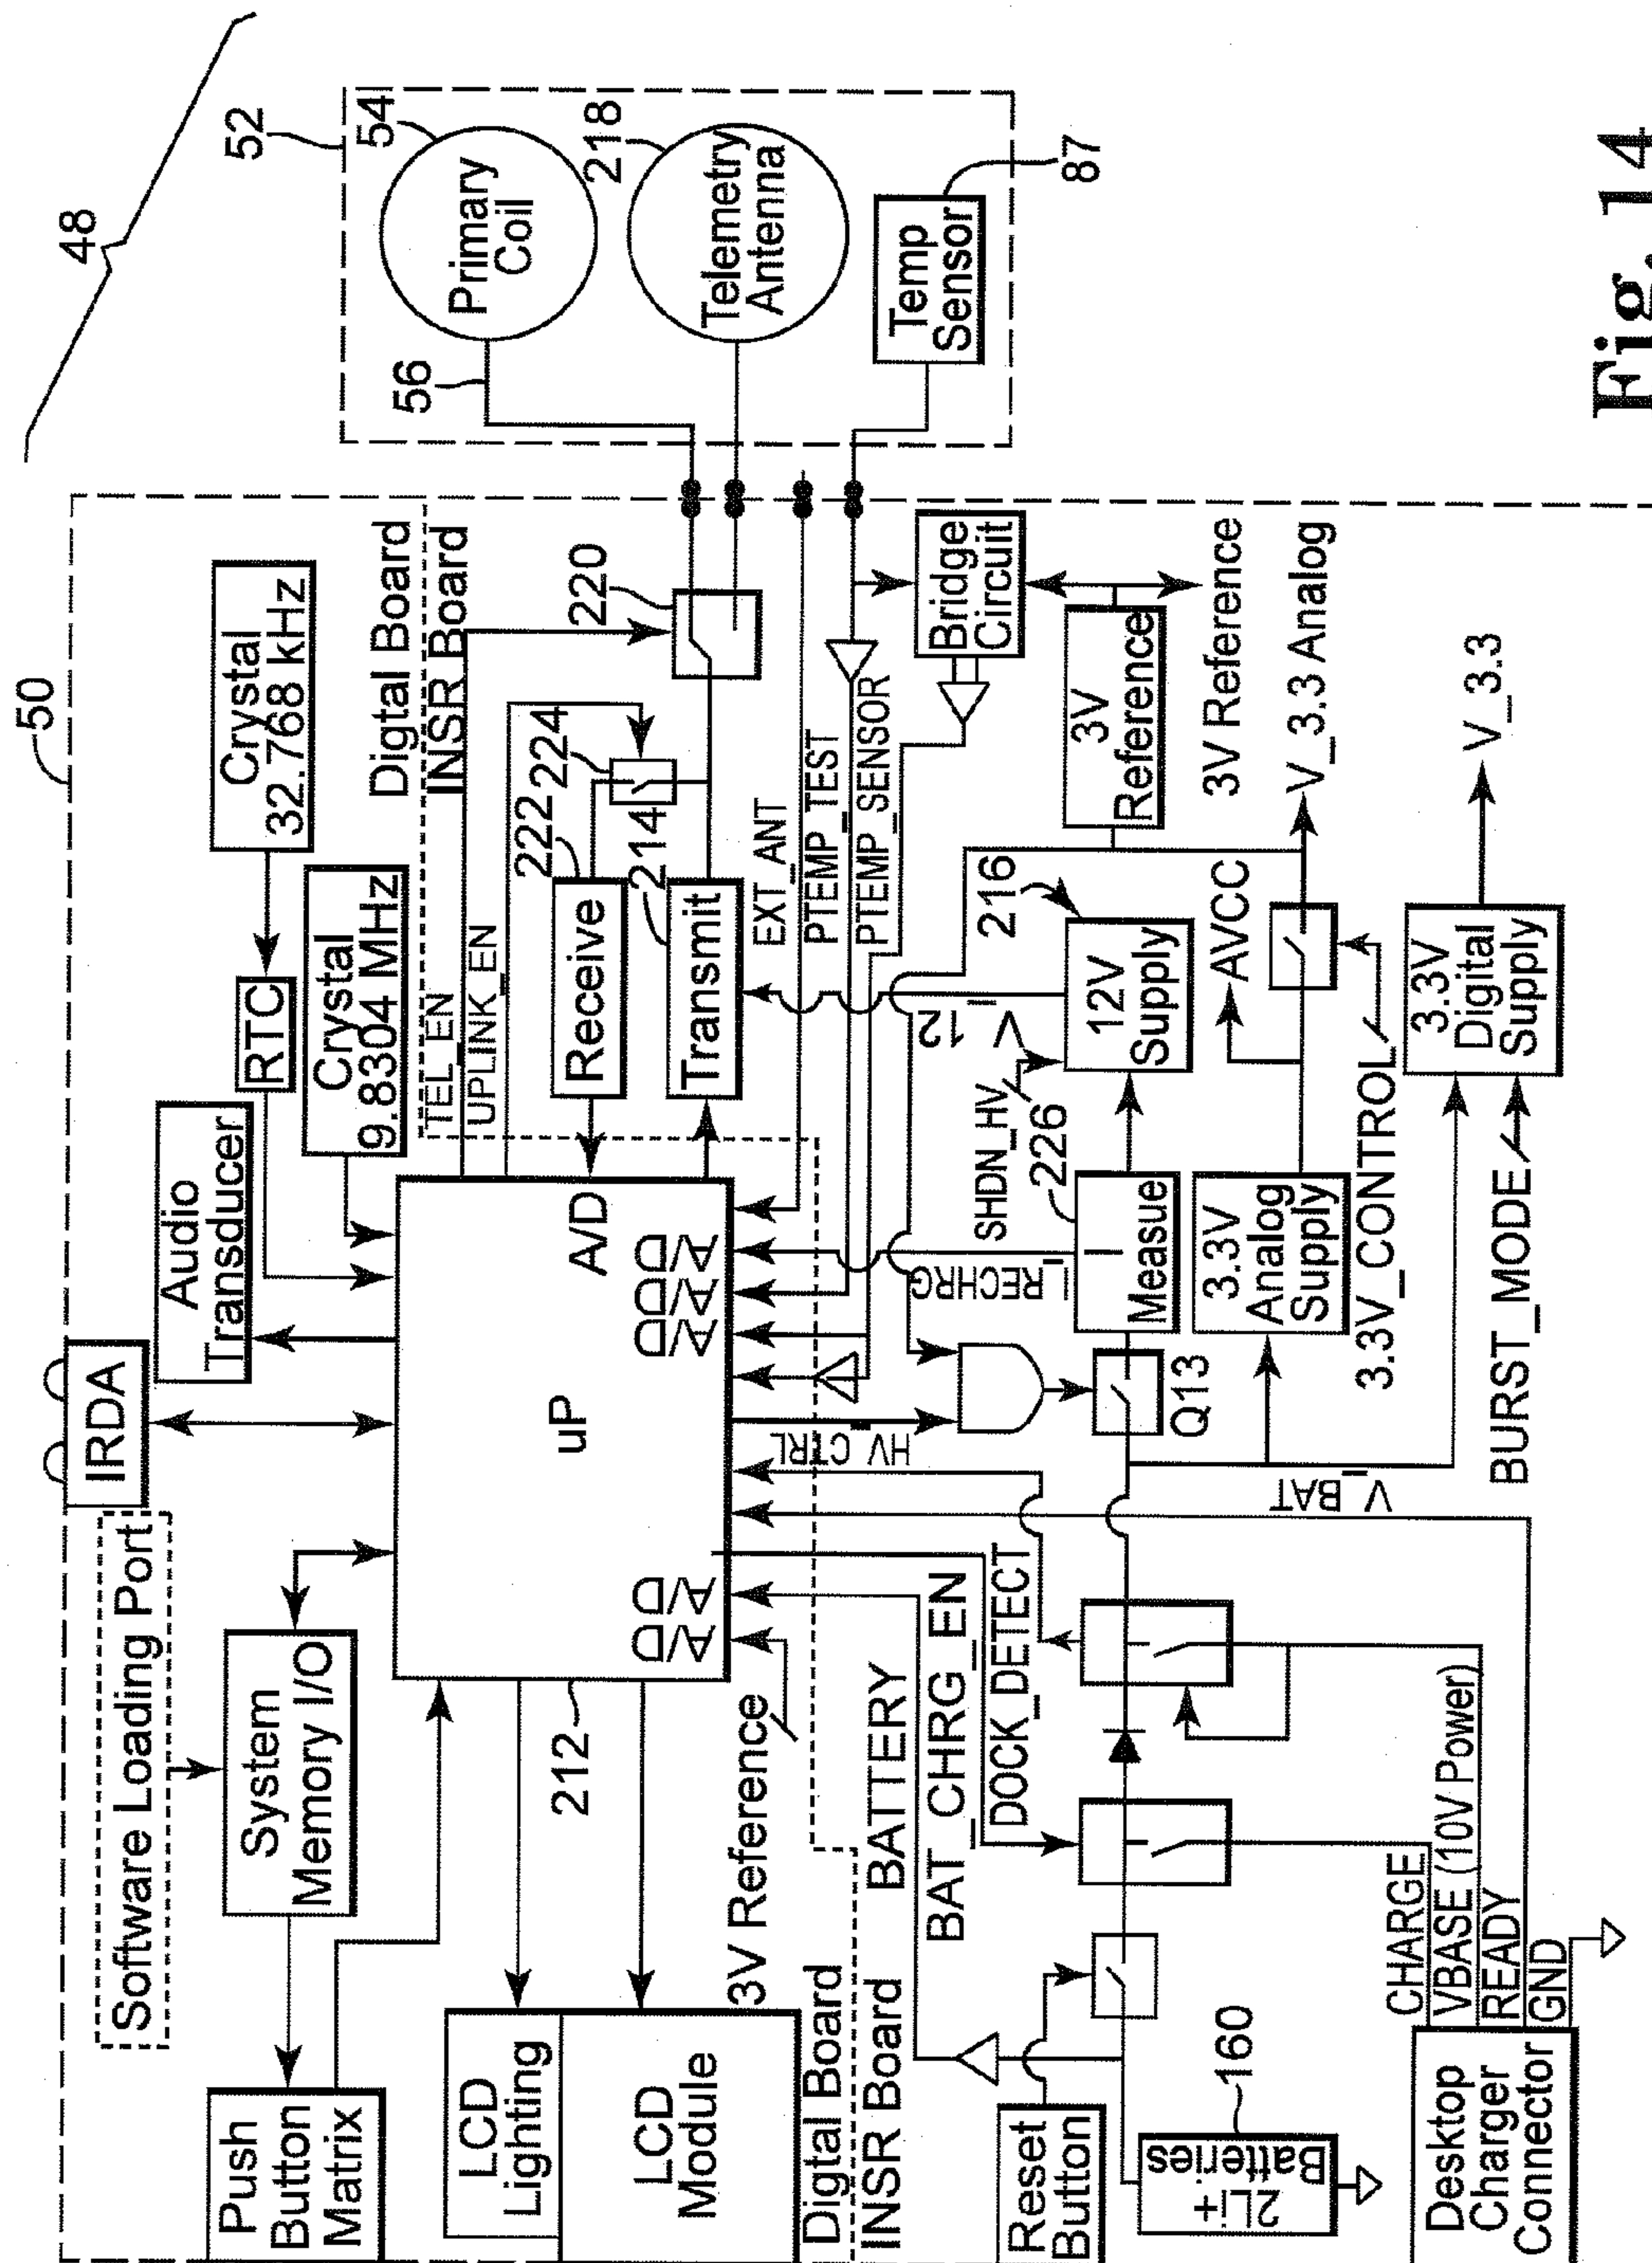 48
50
52
54
Primary
Coil
56
218
Telemetry
Antenna
Temp
Sensor
87
Software Loading Port
IRDA
Audio
Transducer
RTC
Crystal
32.768 kHz
Crystal
9.8304 MHz
Push
Button
Matrix
System
Memory I/O
Digtal Board
INSR Board
TEL_EN
UPLINK_EN
LCD
Lighting
LCD
Module
212
uP
A/D
A/D
A/D
A/D
A/D
A/D
Receive
222
224
220
Transmit
214
EXT_ANT
PTEMP_TEST
PTEMP_SENSOR
Bridge
Circuit
3V Reference
Digtal Board
INSR Board
BATTERY
BAT_CHRG_EN
DOCK_DETECT
HV_CTRL
I_RECHRG
SHDN_HV
226
V_12
216
12V
Supply
3V
Reference
3V Reference
Measue
I
Q13
AVCC
V_3.3 Analog
3.3V
Analog
Supply
3.3V_CONTROL
V_BAT
BURST_MODE
3.3V
Digital
Supply
V_3.3
Reset
Button
2Li+
Batteries
160
Desktop
Charger
Connector
CHARGE
VBASE (10V Power)
READY
GND
Fig. 14